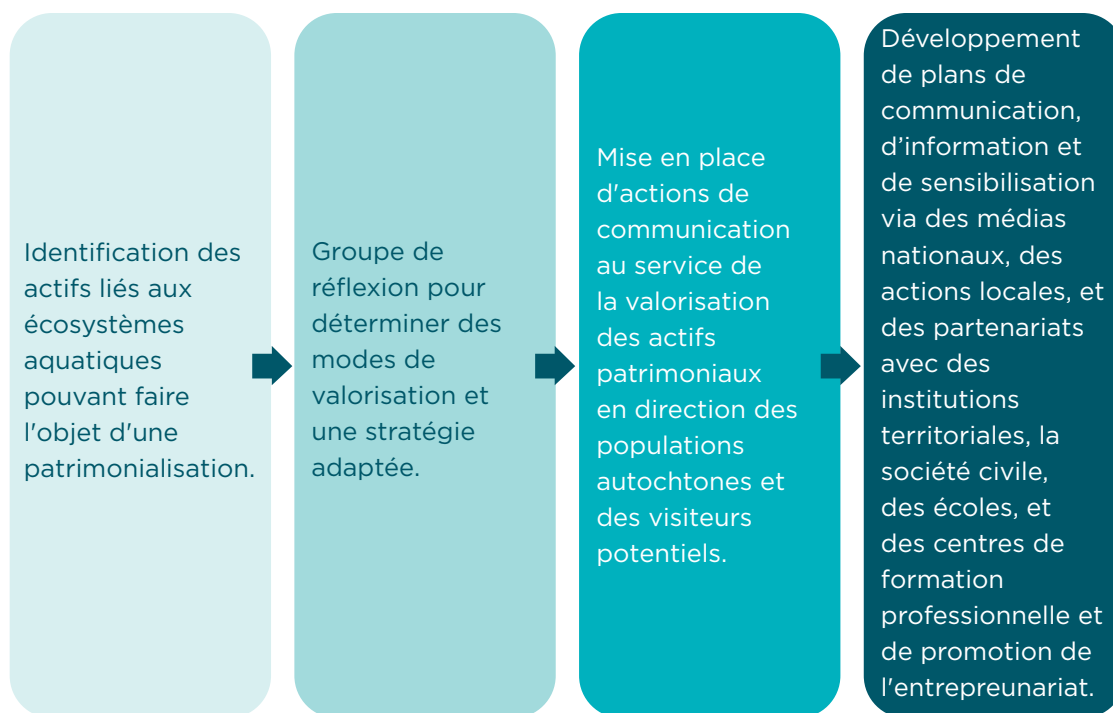 Identification des
actifs liés aux
écosystèmes
aquatiques
pouvant faire
l'objet d'une
patrimonialisation.
Groupe de
réflexion pour
déterminer des
modes de
valorisation et
une stratégie
adaptée.
Mise en place
d'actions de
communication
au service de
la valorisation
des actifs
patrimoniaux
en direction des
populations
autochtones et
des visiteurs
potentiels.
Développement
de plans de
communication,
d’information et
de sensibilisation
via des médias
nationaux, des
actions locales, et
des partenariats
avec des
institutions
territoriales, la
société civile,
des écoles, et
des centres de
formation
professionnelle et
de promotion de
l'entrepreunariat.